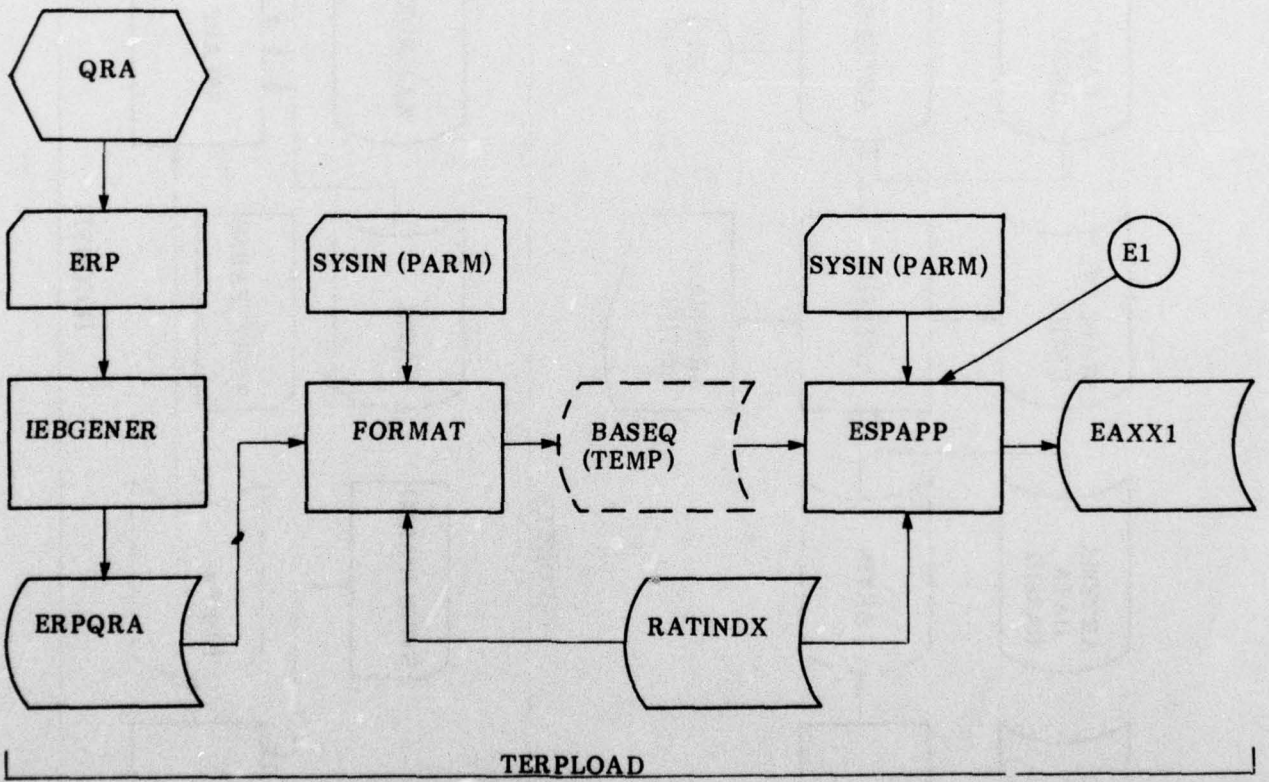 QRA
ERP
SYSIN (PARM)
SYSIN (PARM)
E1
IEBGENER
FORMAT
BASEQ
(TEMP)
ESPAPP
EAXX1
ERPQRA
RATINDX
TERPLOAD